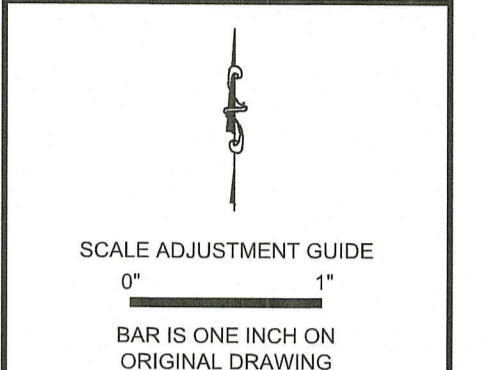 SCALE ADJUSTMENT GUIDE
0" 1"
BAR IS ONE INCH ON
ORIGINAL DRAWING